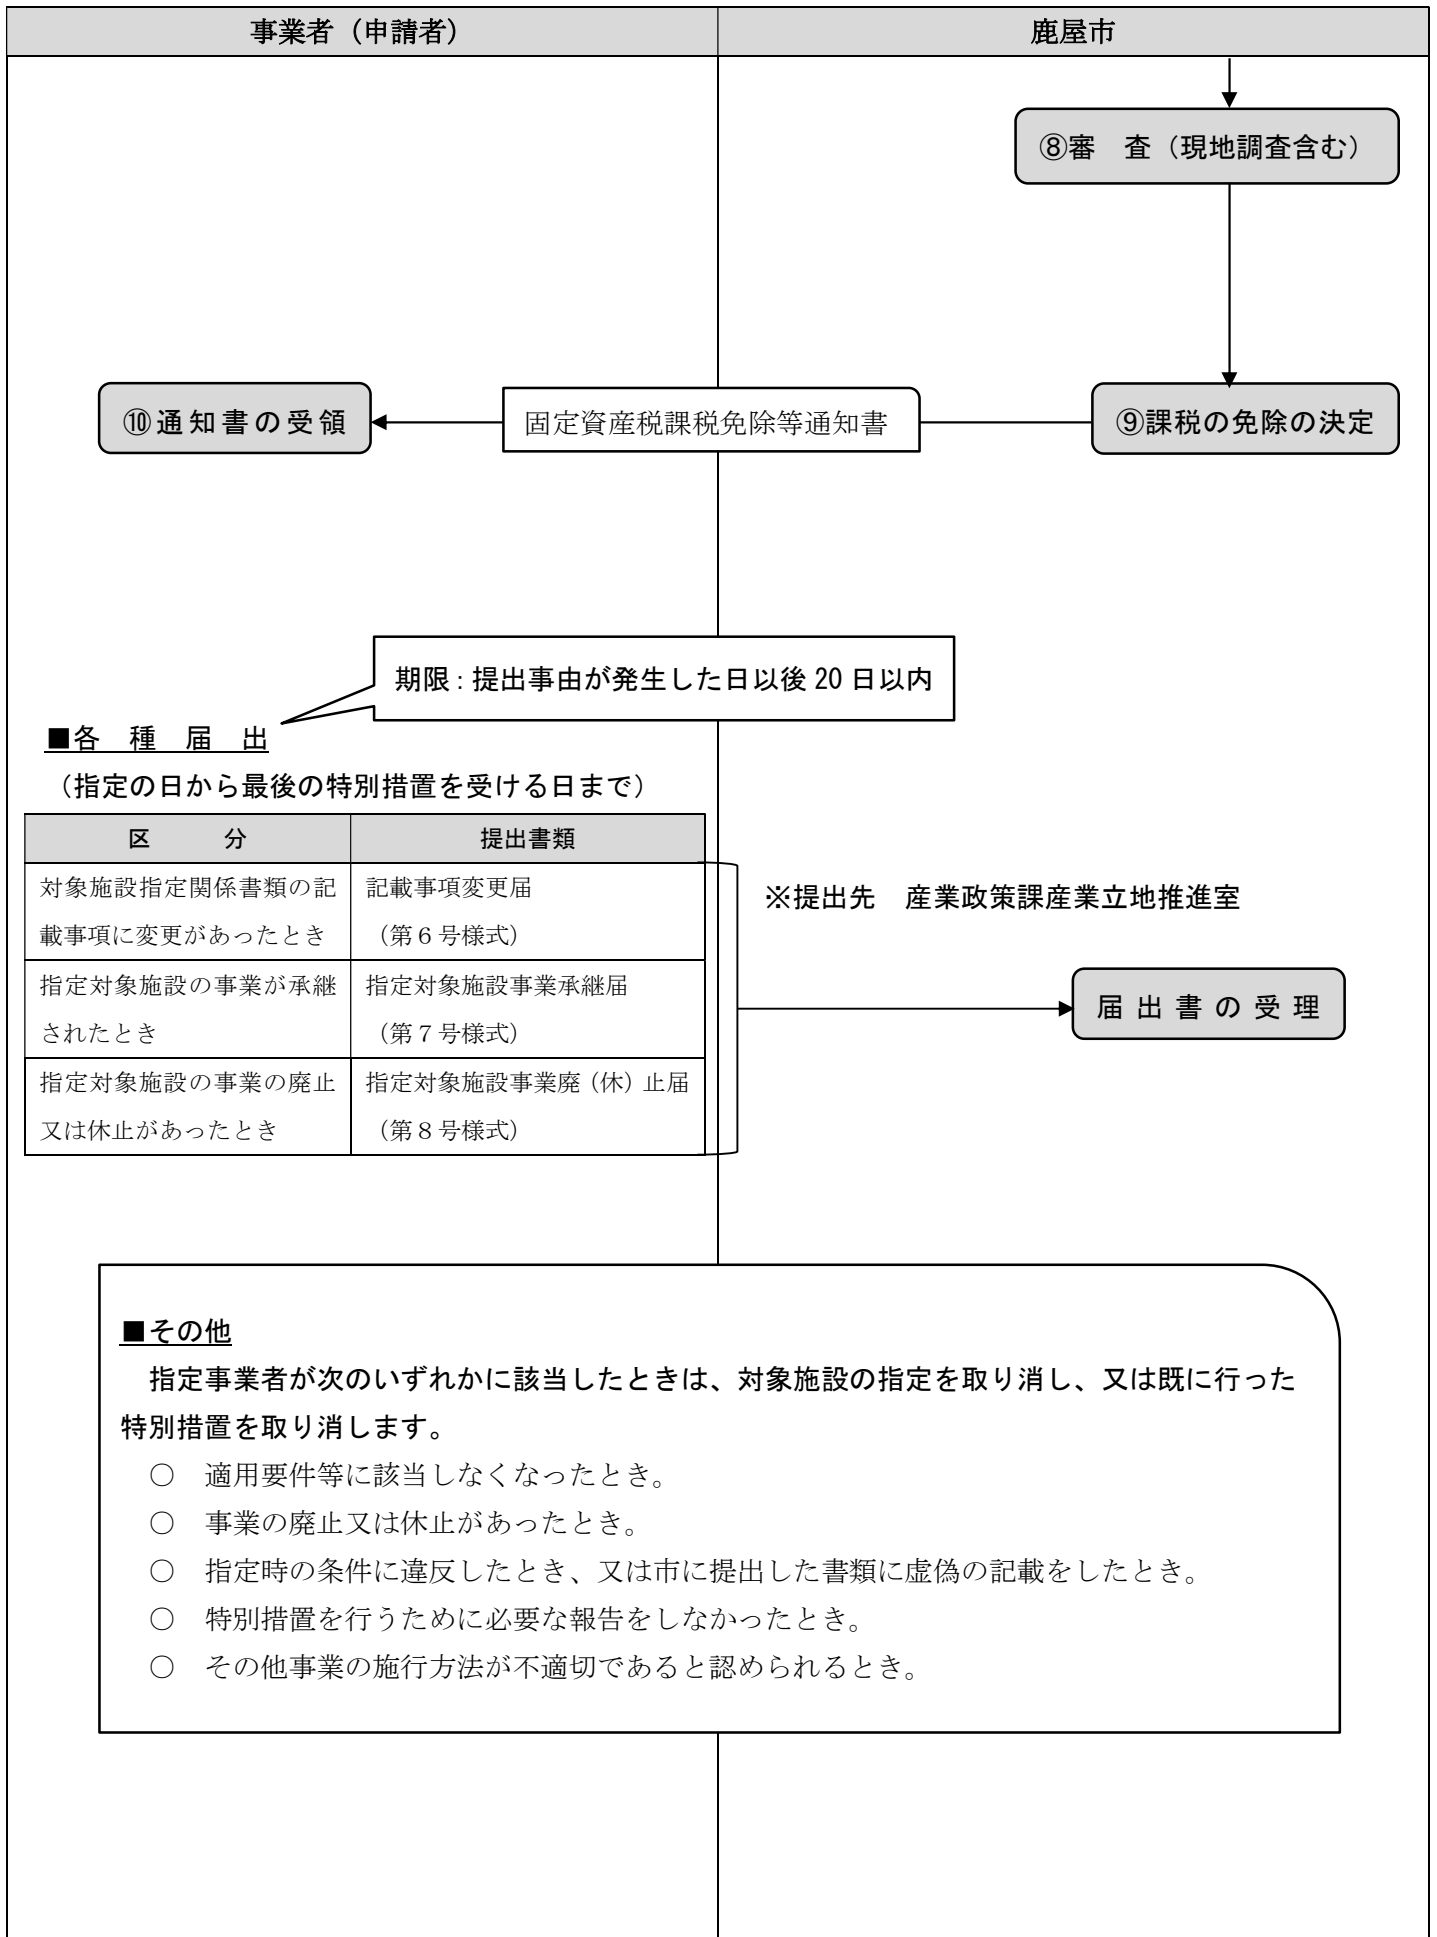 事業者（申請者）
鹿屋市
⑧審　査（現地調査含む）
⑩通知書の受領
固定資産税課税免除等通知書
⑨課税の免除の決定
期限：提出事由が発生した日以後 20 日以内
■各　種　届　出
（指定の日から最後の特別措置を受ける日まで）
区　　　分
提出書類
対象施設指定関係書類の記
載事項に変更があったとき
記載事項変更届
（第６号様式）
指定対象施設の事業が承継
されたとき
指定対象施設事業承継届
（第７号様式）
指定対象施設の事業の廃止
又は休止があったとき
指定対象施設事業廃（休）止届
（第８号様式）
※提出先　産業政策課産業立地推進室
届出書の受理
■その他
指定事業者が次のいずれかに該当したときは、対象施設の指定を取り消し、又は既に行った
特別措置を取り消します。
○　適用要件等に該当しなくなったとき。
○　事業の廃止又は休止があったとき。
○　指定時の条件に違反したとき、又は市に提出した書類に虚偽の記載をしたとき。
○　特別措置を行うために必要な報告をしなかったとき。
○　その他事業の施行方法が不適切であると認められるとき。